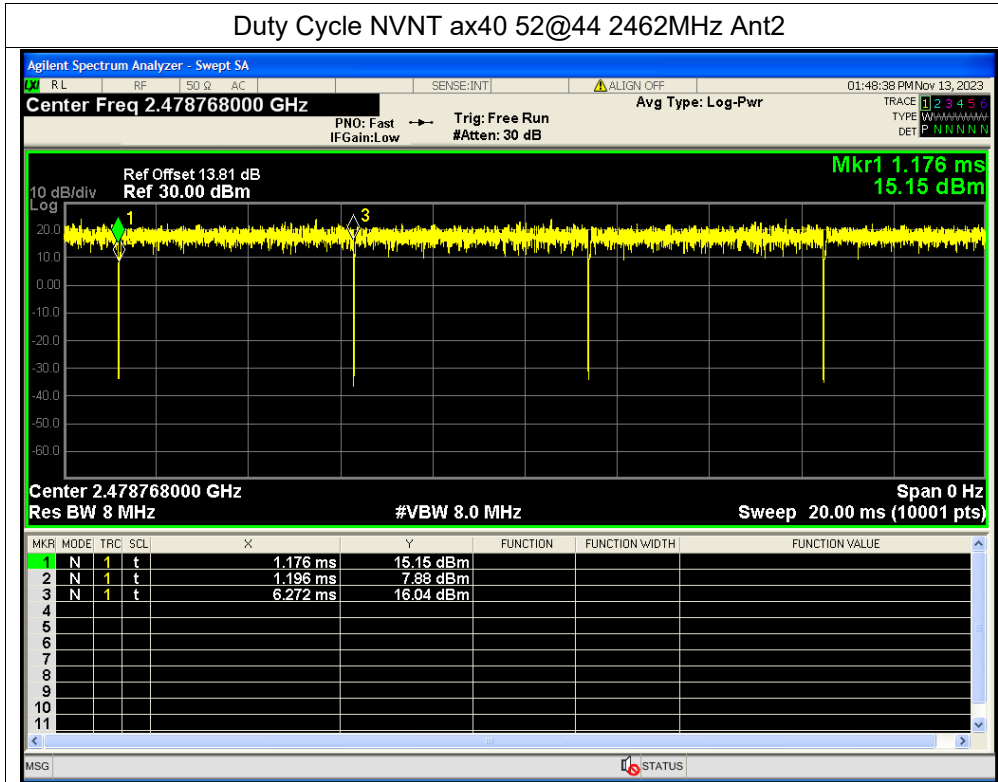 Duty Cycle NVNT ax40 52@44 2462MHz Ant2
Agilent Spectrum Analyzer - Swept SA
LXI RL RF 50 Ω AC SENSE:INT ALIGN OFF 01:48:38 PM Nov 13, 2023
Center Freq 2.478768000 GHz Avg Type: Log-Pwr TRACE 1 2 3 4 5 6
PNO: Fast Trig: Free Run TYPE WWWWWW
IFGain:Low #Atten: 30 dB DET P N N N N N
Mkr1 1.176 ms
15.15 dBm
Ref Offset 13.81 dB
10 dB/div Ref 30.00 dBm
Log
1
3
20.0
10.0
0.00
-10.0
-20.0
-30.0
-40.0
-50.0
-60.0
Center 2.478768000 GHz Span 0 Hz
Res BW 8 MHz #VBW 8.0 MHz Sweep 20.00 ms (10001 pts)
MKR MODE TRC SCL X Y FUNCTION FUNCTION WIDTH FUNCTION VALUE
1 N 1 t 1.176 ms 15.15 dBm
2 N 1 t 1.196 ms 7.88 dBm
3 N 1 t 6.272 ms 16.04 dBm
4
5
6
7
8
9
10
11
MSG STATUS